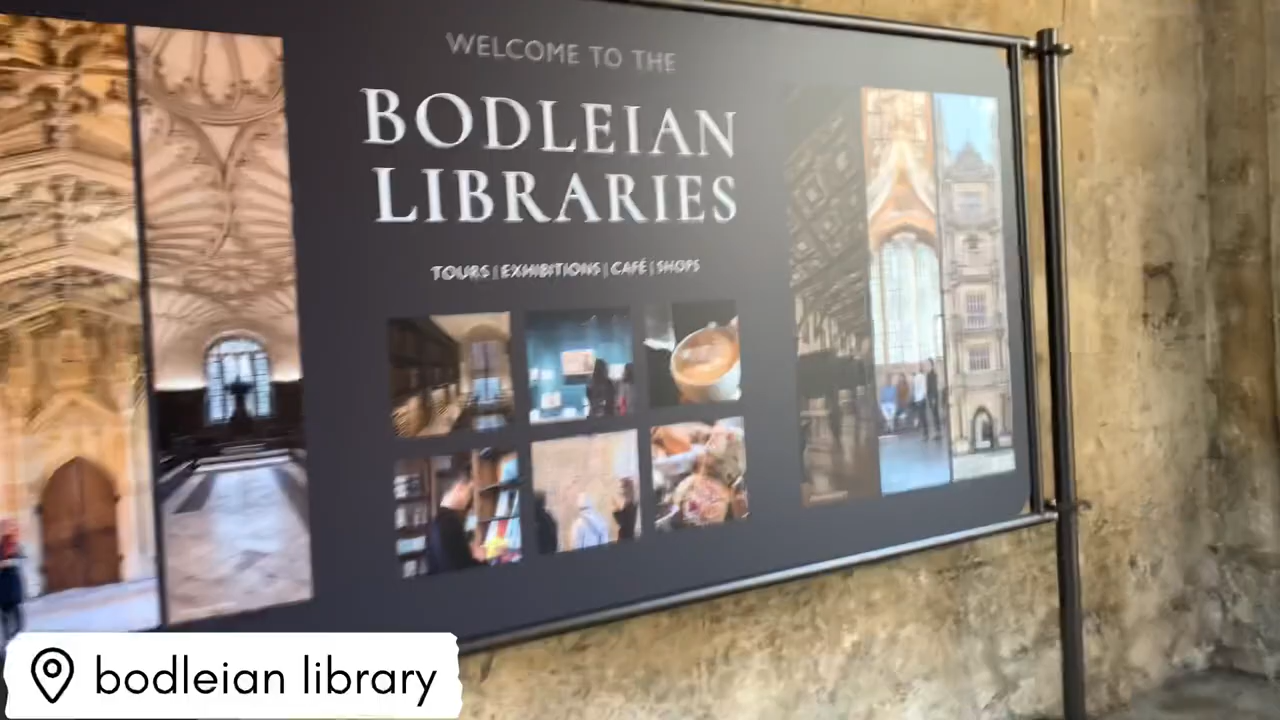 WELCOME TO THE
BODLEIAN
LIBRARIES
TOURS | EXHIBITIONS | CAFÉ | SHOPS
bodleian library